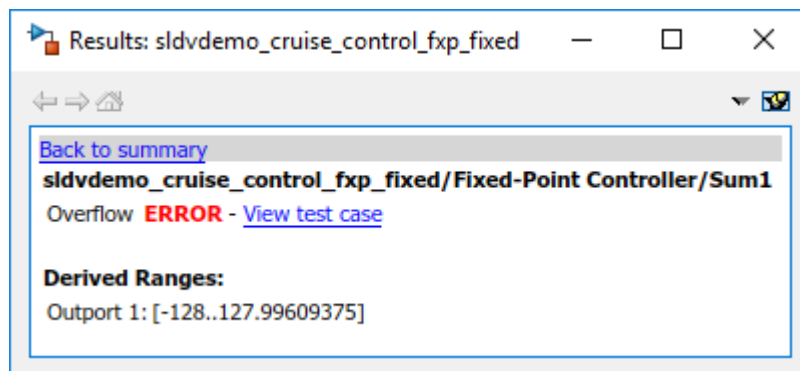 Results: sldvdemo_cruise_control_fxp_fixed
Back to summary
sldvdemo_cruise_control_fxp_fixed/Fixed-Point Controller/Sum1
Overflow ERROR - View test case
Derived Ranges:
Outport 1: [-128..127.99609375]